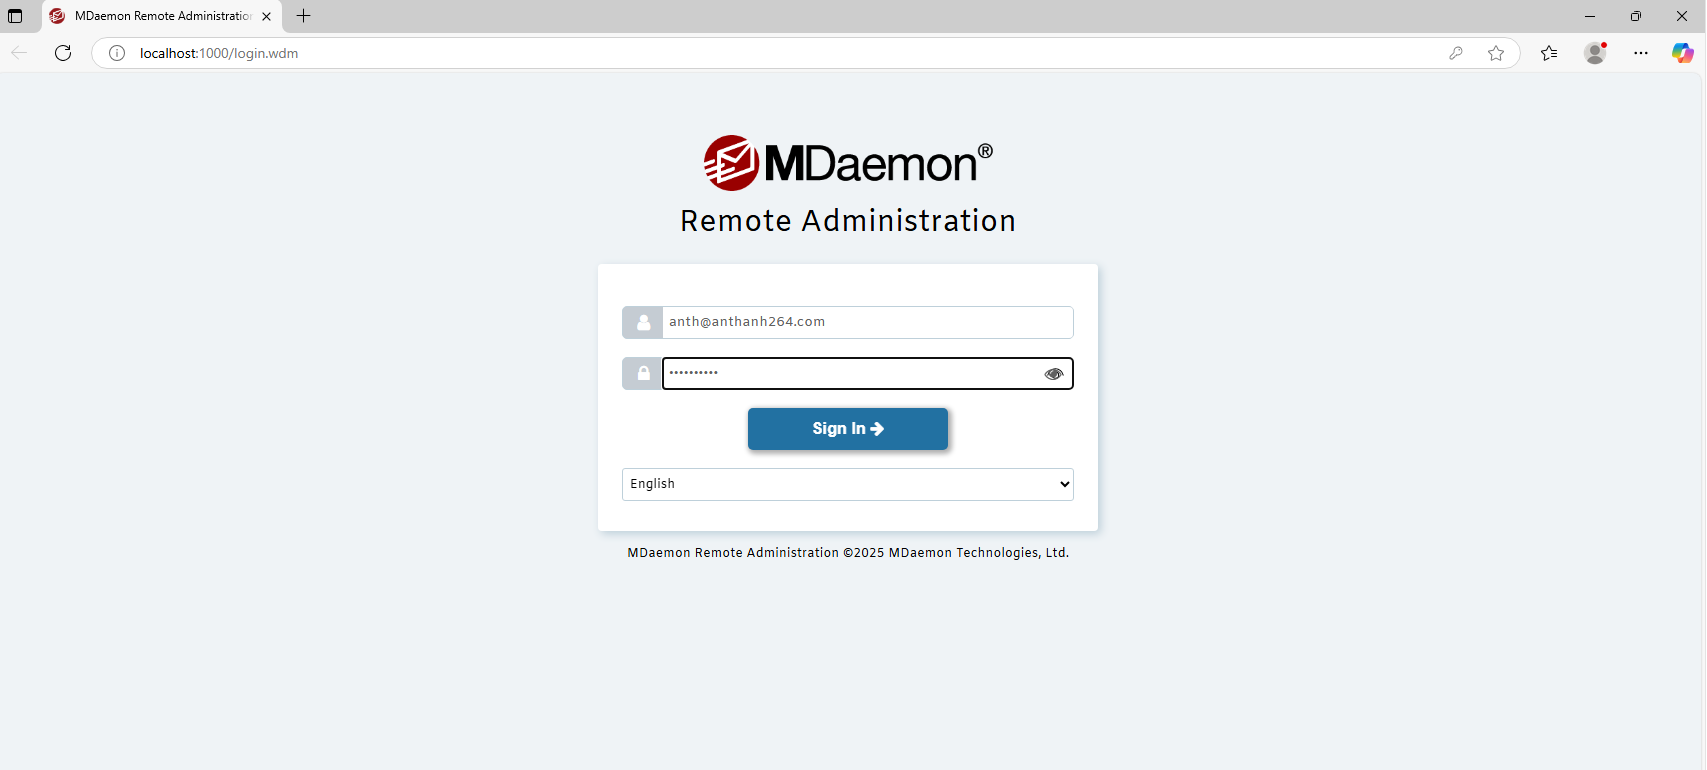 MDaemon Remote Administration
localhost:1000/login.wdm
MDaemon®
Remote Administration
anth@anthanh264.com
••••••••••
Sign In
English
MDaemon Remote Administration ©2025 MDaemon Technologies, Ltd.